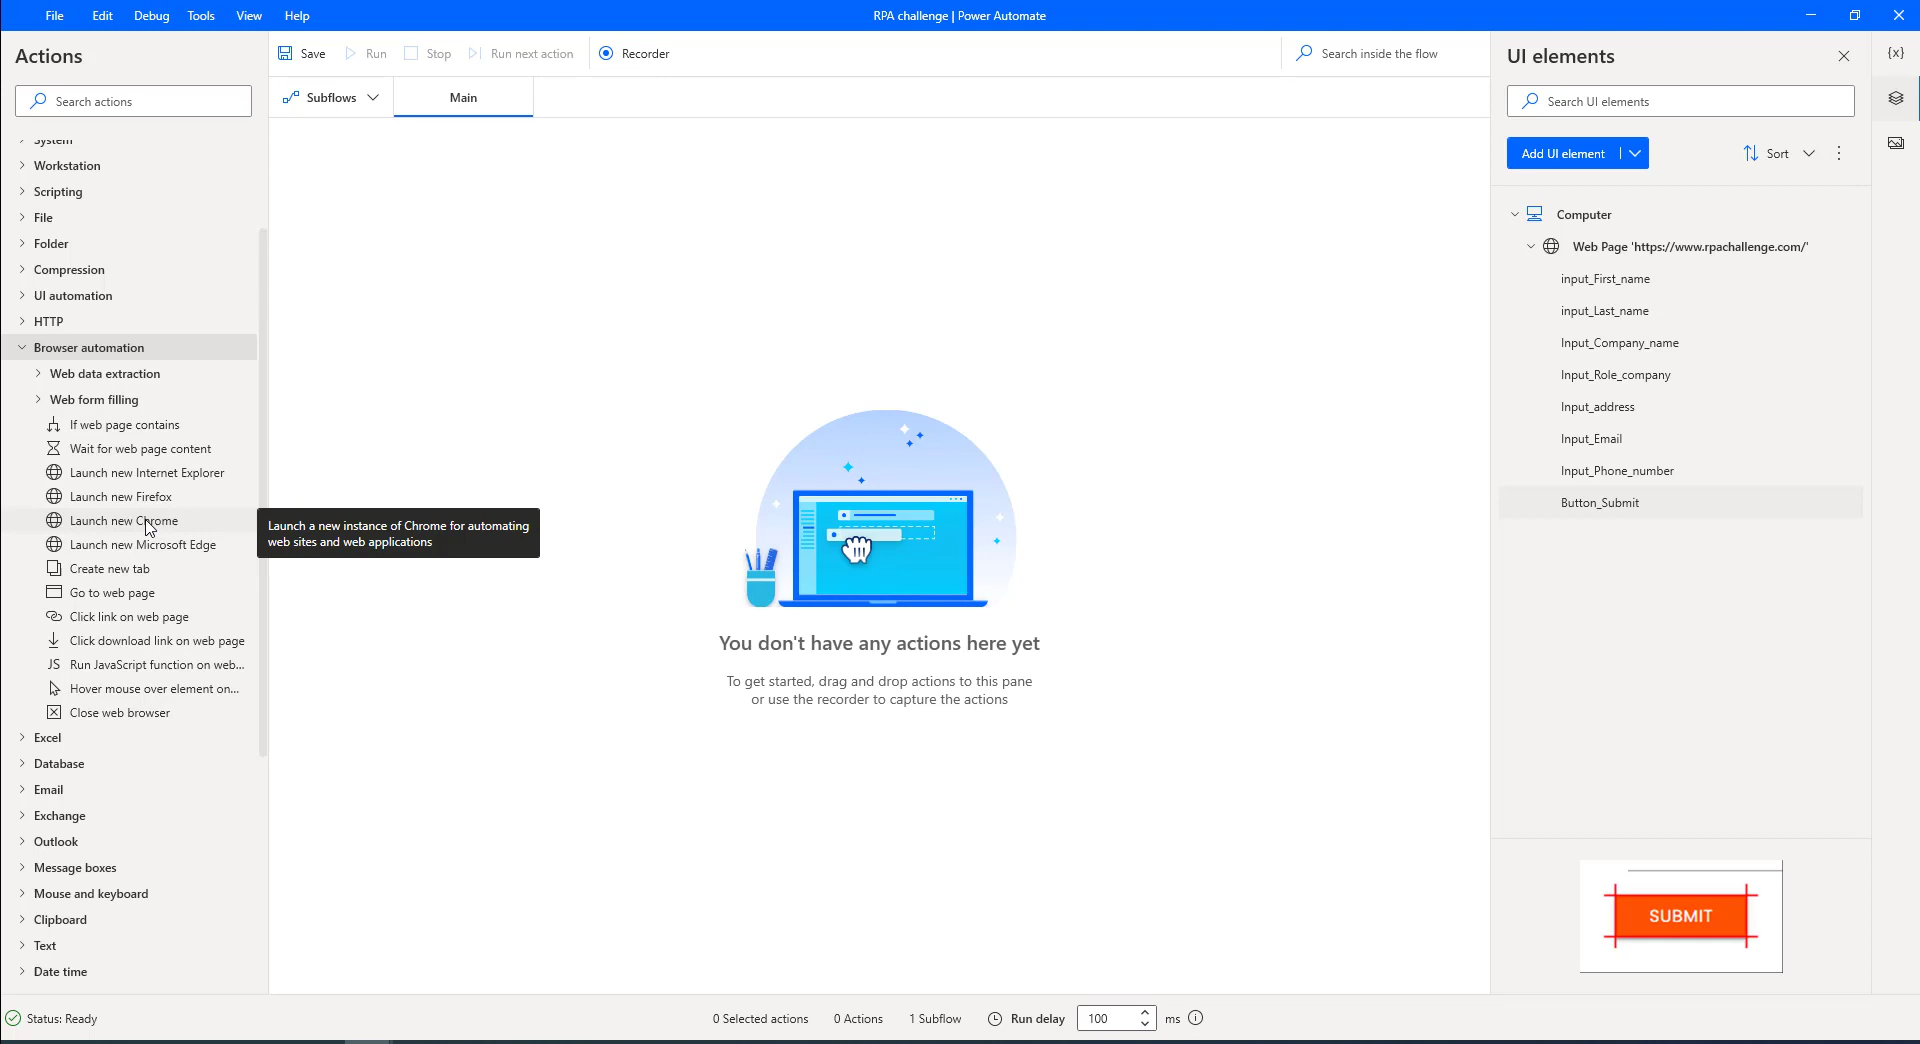 File Edit Debug Tools View Help
RPA challenge | Power Automate
Actions
Search actions
System
Workstation
Scripting
File
Folder
Compression
UI automation
HTTP
Browser automation
Web data extraction
Web form filling
If web page contains
Wait for web page content
Launch new Internet Explorer
Launch new Firefox
Launch new Chrome
Launch new Microsoft Edge
Create new tab
Go to web page
Click link on web page
Click download link on web page
JS Run JavaScript function on web...
Hover mouse over element on...
Close web browser
Excel
Database
Email
Exchange
Outlook
Message boxes
Mouse and keyboard
Clipboard
Text
Date time
Save Run Stop Run next action Recorder
Search inside the flow
Subflows Main
Launch a new instance of Chrome for automating
web sites and web applications
You don't have any actions here yet
To get started, drag and drop actions to this pane
or use the recorder to capture the actions
UI elements
{x}
Search UI elements
Add UI element
Sort
Computer
Web Page 'https://www.rpachallenge.com/'
input_First_name
input_Last_name
Input_Company_name
Input_Role_company
Input_address
Input_Email
Input_Phone_number
Button_Submit
SUBMIT
Status: Ready
0 Selected actions 0 Actions 1 Subflow Run delay 100 ms